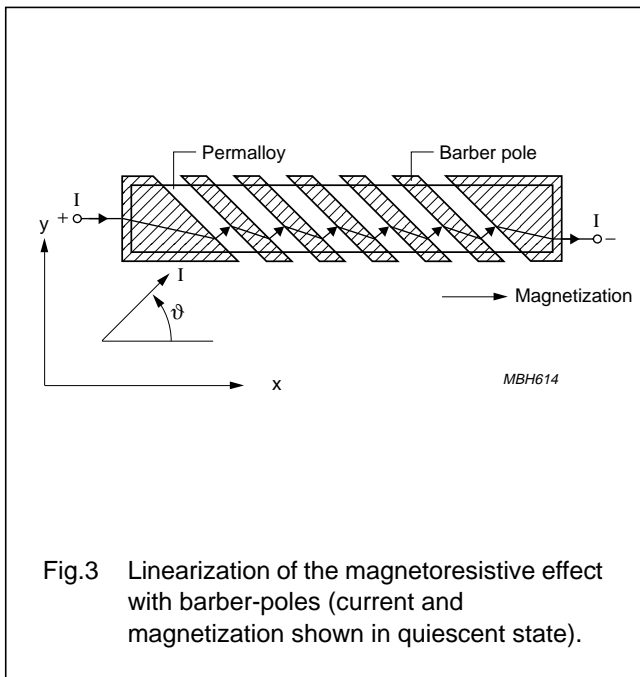 Permalloy
Barber pole
I
I
y
+
−
I
ϑ
Magnetization
x
MBH614
Fig.3 Linearization of the magnetoresistive effect
with barber-poles (current and
magnetization shown in quiescent state).